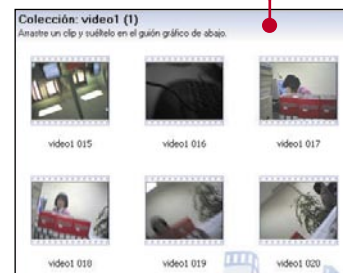 Colección: video1 (1)
Arrastre un clip y suéltelo en el guión gráfico de abajo.
video1 015
video1 016
video1 017
video1 018
video1 019
video1 020